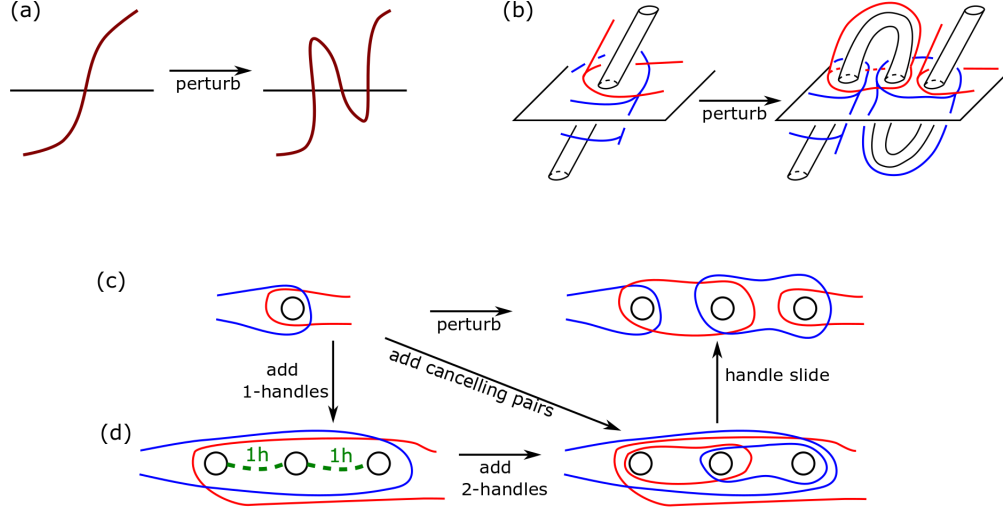 (a)
perturb
(b)
perturb
(c)
perturb
add
1-handles
add cancelling pairs
handle slide
(d)
1h
1h
add
2-handles